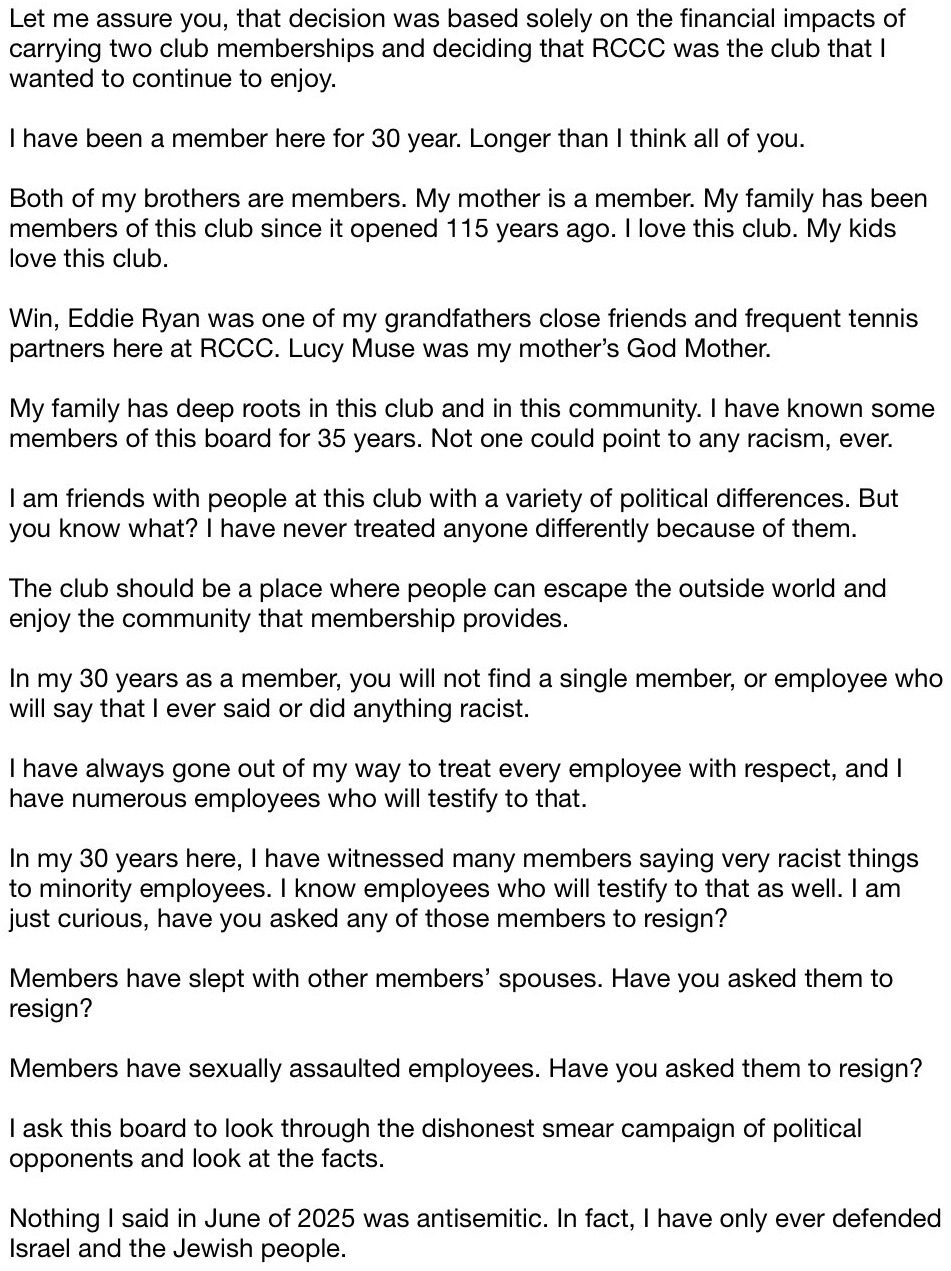 Let me assure you, that decision was based solely on the financial impacts of
carrying two club memberships and deciding that RCCC was the club that I
wanted to continue to enjoy.
I have been a member here for 30 year. Longer than I think all of you.
Both of my brothers are members. My mother is a member. My family has been
members of this club since it opened 115 years ago. I love this club. My kids
love this club.
Win, Eddie Ryan was one of my grandfathers close friends and frequent tennis
partners here at RCCC. Lucy Muse was my mother’s God Mother.
My family has deep roots in this club and in this community. I have known some
members of this board for 35 years. Not one could point to any racism, ever.
I am friends with people at this club with a variety of political differences. But
you know what? I have never treated anyone differently because of them.
The club should be a place where people can escape the outside world and
enjoy the community that membership provides.
In my 30 years as a member, you will not find a single member, or employee who
will say that I ever said or did anything racist.
I have always gone out of my way to treat every employee with respect, and I
have numerous employees who will testify to that.
In my 30 years here, I have witnessed many members saying very racist things
to minority employees. I know employees who will testify to that as well. I am
just curious, have you asked any of those members to resign?
Members have slept with other members’ spouses. Have you asked them to
resign?
Members have sexually assaulted employees. Have you asked them to resign?
I ask this board to look through the dishonest smear campaign of political
opponents and look at the facts.
Nothing I said in June of 2025 was antisemitic. In fact, I have only ever defended
Israel and the Jewish people.